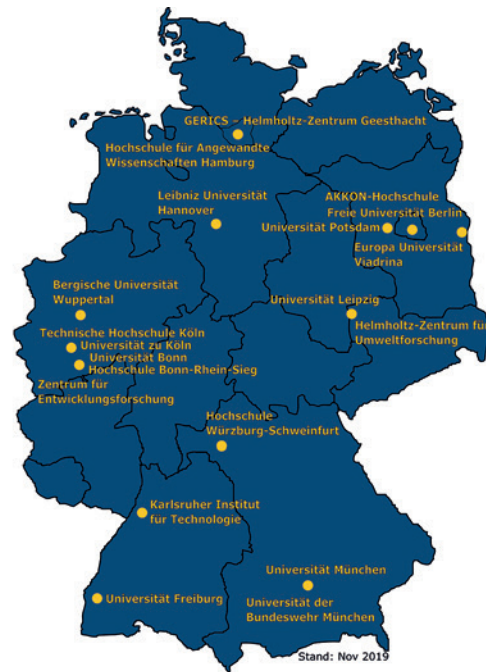 GERICS – Helmholtz-Zentrum Geesthacht
Hochschule für Angewandte
Wissenschaften Hamburg
Leibniz Universität
Hannover
AKKON-Hochschule
Freie Universität Berlin
Universität Potsdam
Europa Universität
Viadrina
Bergische Universität
Wuppertal
Universität Leipzig
Helmholtz-Zentrum für
Umweltforschung
Technische Hochschule Köln
Universität zu Köln
Universität Bonn
Hochschule Bonn-Rhein-Sieg
Zentrum für
Entwicklungsforschung
Hochschule
Würzburg-Schweinfurt
Karlsruher Institut
für Technologie
Universität München
Universität Freiburg
Universität der
Bundeswehr München
Stand: Nov 2019